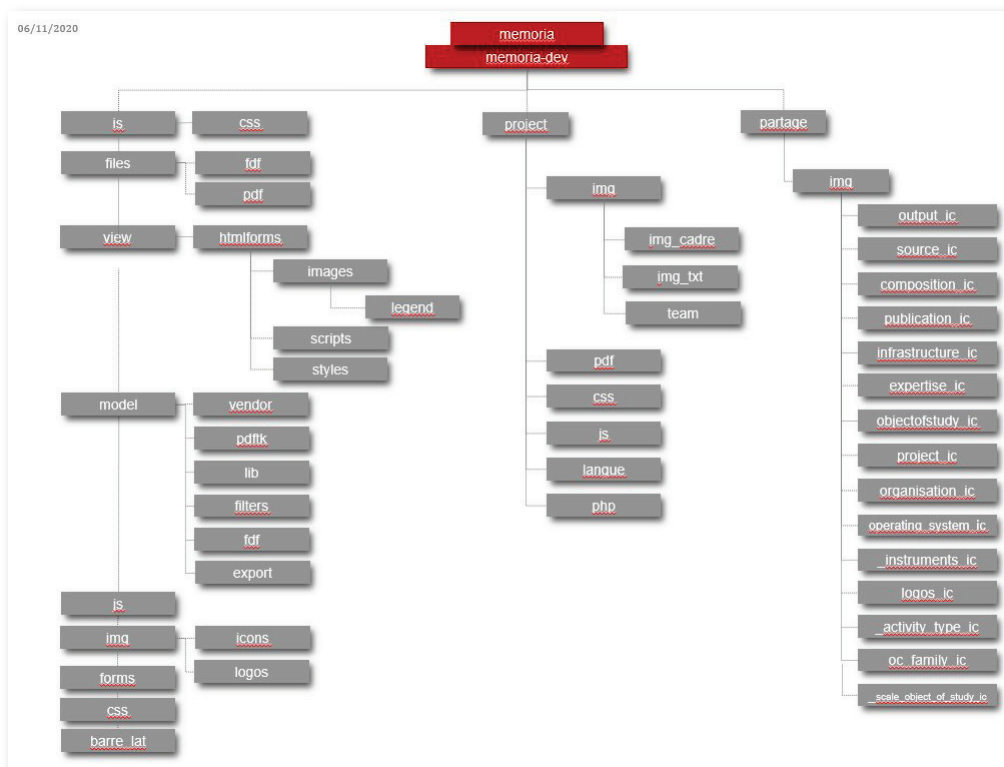 06/11/2020
memoria
memoria-dev
is
css
files
fdf
pdf
view
htmlforms
images
legend
scripts
styles
model
vendor
pdftk
lib
filters
fdf
export
js
img
icons
logos
forms
css
barre_lat
project
img
img_cadre
img_txt
team
pdf
css
js
langue
php
partage
img
output_ic
source_ic
composition_ic
publication_ic
infrastructure_ic
expertise_ic
objectofstudy_ic
project_ic
organisation_ic
operating_system_ic
_instruments_ic
logos_ic
_activity_type_ic
oc_family_ic
_scale_object_of_study_ic